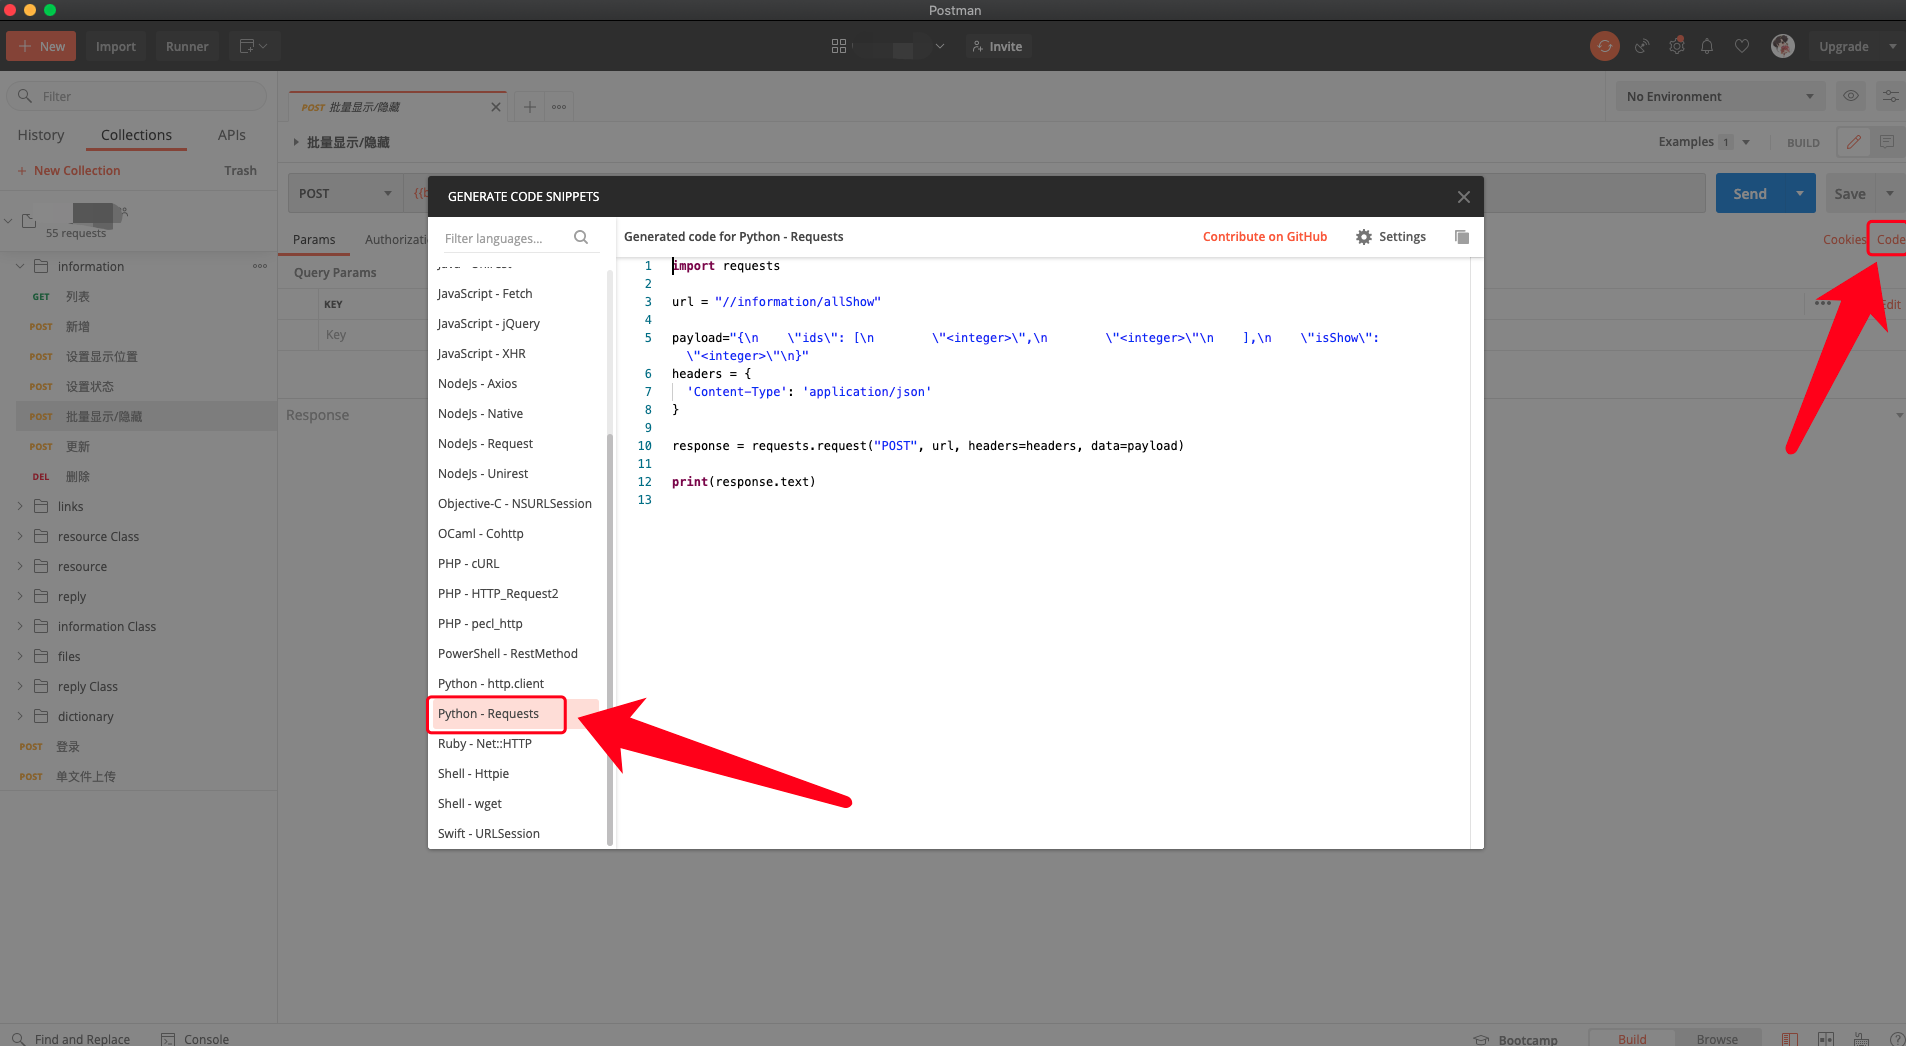 Postman
New
Import
Runner
Invite
Upgrade
Filter
History
Collections
APIs
New Collection
Trash
55 requests
information
GET 列表
POST 新增
POST 设置显示位置
POST 设置状态
POST 批量显示/隐藏
POST 更新
DEL 删除
links
resource Class
resource
reply
information Class
files
reply Class
dictionary
POST 登录
POST 单文件上传
POST 批量显示/隐藏
No Environment
批量显示/隐藏
Examples 1
BUILD
POST
Send
Save
Params
Cookies
Code
Query Params
KEY
Edit
Key
Response
GENERATE CODE SNIPPETS
Filter languages...
JavaScript - Fetch
JavaScript - jQuery
JavaScript - XHR
NodeJs - Axios
NodeJs - Native
NodeJs - Request
NodeJs - Unirest
Objective-C - NSURLSession
OCaml - Cohttp
PHP - cURL
PHP - HTTP_Request2
PHP - pecl_http
PowerShell - RestMethod
Python - http.client
Python - Requests
Ruby - Net::HTTP
Shell - Httpie
Shell - wget
Swift - URLSession
Generated code for Python - Requests
Contribute on GitHub
Settings
1 import requests
2
3 url = "//information/allShow"
4
5 payload="{\n    \"ids\": [\n        \"<integer>\",\n        \"<integer>\"\n    ],\n    \"isShow\":
\"<integer>\"\n}"
6 headers = {
7   'Content-Type': 'application/json'
8 }
9
10 response = requests.request("POST", url, headers=headers, data=payload)
11
12 print(response.text)
13
Find and Replace
Console
Bootcamp
Build
Browse